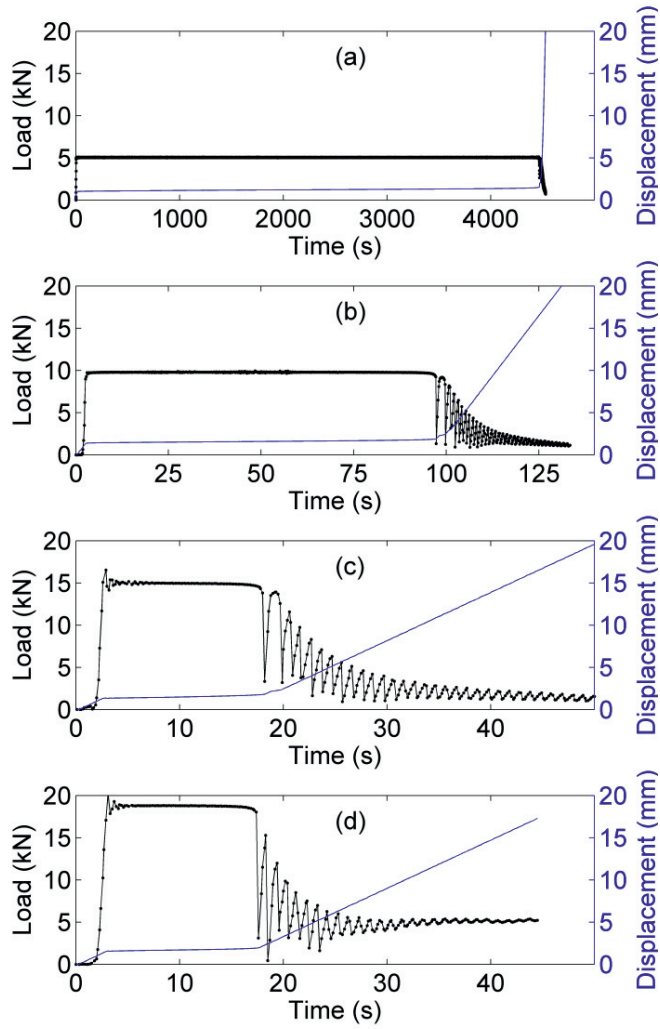 20 20
(a)
15 15
10 10
5 5
0 0
0 1000 2000 3000 4000
Time (s)
Load (kN)
Displacement (mm)
20 20
(b)
15 15
10 10
5 5
0 0
0 25 50 75 100 125
Time (s)
Load (kN)
Displacement (mm)
20 20
(c)
15 15
10 10
5 5
0 0
0 10 20 30 40
Time (s)
Load (kN)
Displacement (mm)
20 20
(d)
15 15
10 10
5 5
0 0
0 10 20 30 40
Time (s)
Load (kN)
Displacement (mm)